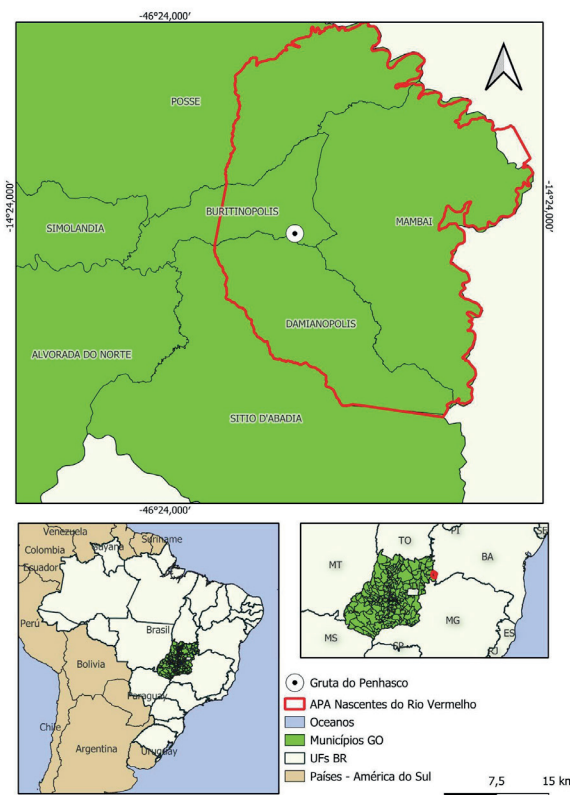 -46°24,000'
POSSE
-14°24,000'
-14°24,000'
BURITINOPOLIS
SIMOLANDIA
MAMBAI
DAMIANOPOLIS
ALVORADA DO NORTE
SITIO D'ABADIA
-46°24,000'
Venezuela
Suriname
Guyana
Colombia
Ecuador
Perú
Brasil
Bolivia
Paraguay
Chile
Argentina
Uruguay
PI
SE
TO
MT
BA
MG
MS
ES
SP
RJ
Gruta do Penhasco
APA Nascentes do Rio Vermelho
Oceanos
Municípios GO
UFs BR
Países - América do Sul
7,5 15 km